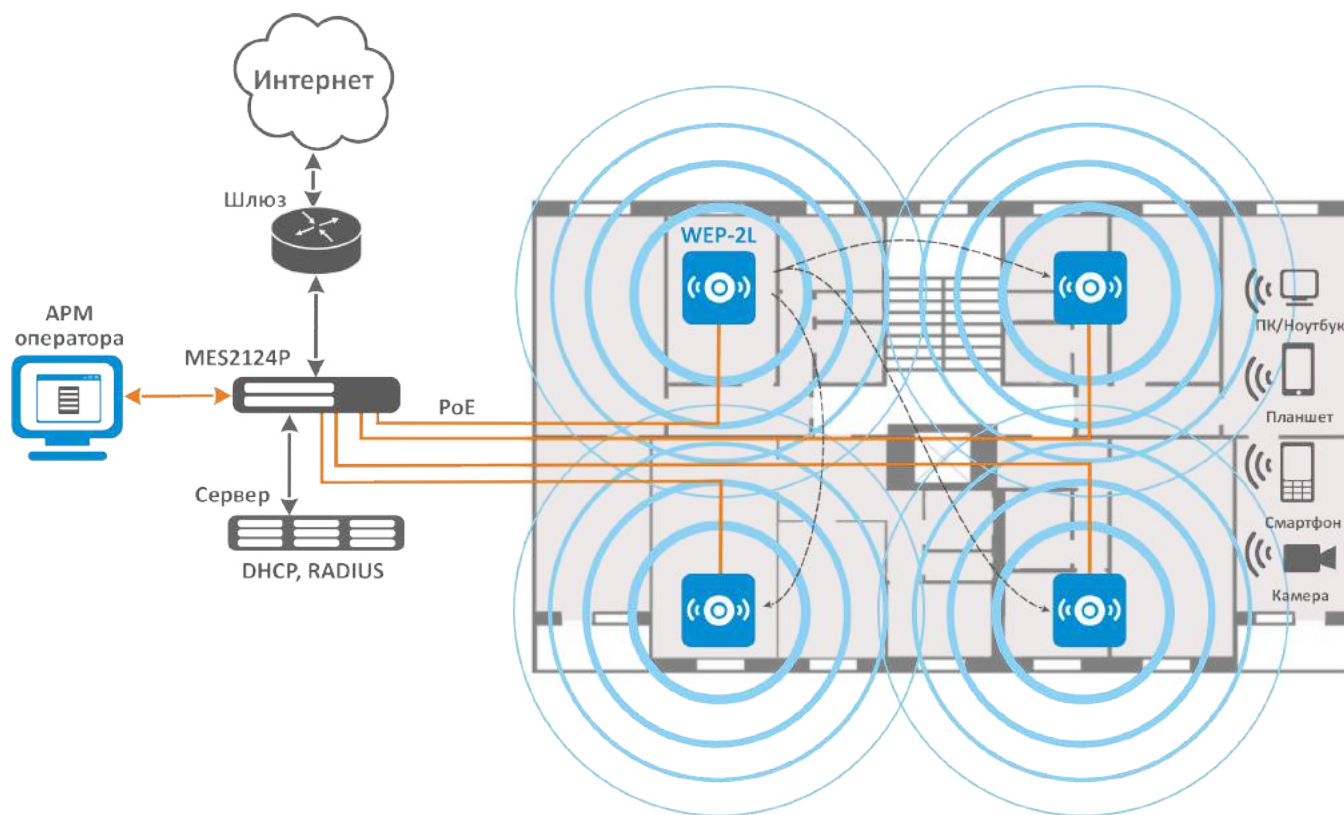 Интернет
Шлюз
АРМ
оператора
MES2124P
PoE
Сервер
DHCP, RADIUS
WEP-2L
ПК/Ноутбук
Планшет
Смартфон
Камера